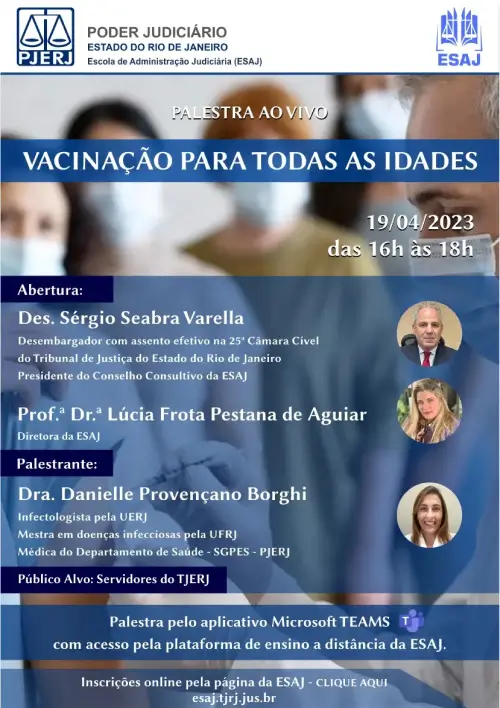 PJERJ
PODER JUDICIÁRIO
ESTADO DO RIO DE JANEIRO
Escola de Administração Judiciária (ESAJ)
ESAJ
PALESTRA AO VIVO
VACINAÇÃO PARA TODAS AS IDADES
19/04/2023
das 16h às 18h
Abertura:
Des. Sérgio Seabra Varella
Desembargador com assento efetivo na 25ª Câmara Cível
do Tribunal de Justiça do Estado do Rio de Janeiro
Presidente do Conselho Consultivo da ESAJ
Prof.ª Dr.ª Lúcia Frota Pestana de Aguiar
Diretora da ESAJ
Palestrante:
Dra. Danielle Provençano Borghi
Infectologista pela UERJ
Mestra em doenças infecciosas pela UFRJ
Médica do Departamento de Saúde - SGPES - PJERJ
Público Alvo: Servidores do TJERJ
Palestra pelo aplicativo Microsoft TEAMS
com acesso pela plataforma de ensino a distância da ESAJ.
Inscrições online pela página da ESAJ - CLIQUE AQUI
esaj.tjrj.jus.br